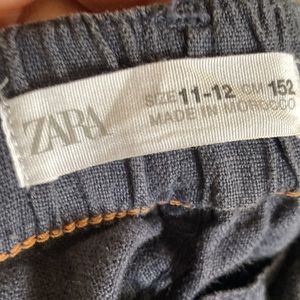 ZARA
SIZE 11-12 CM 152
MADE IN MOROCCO